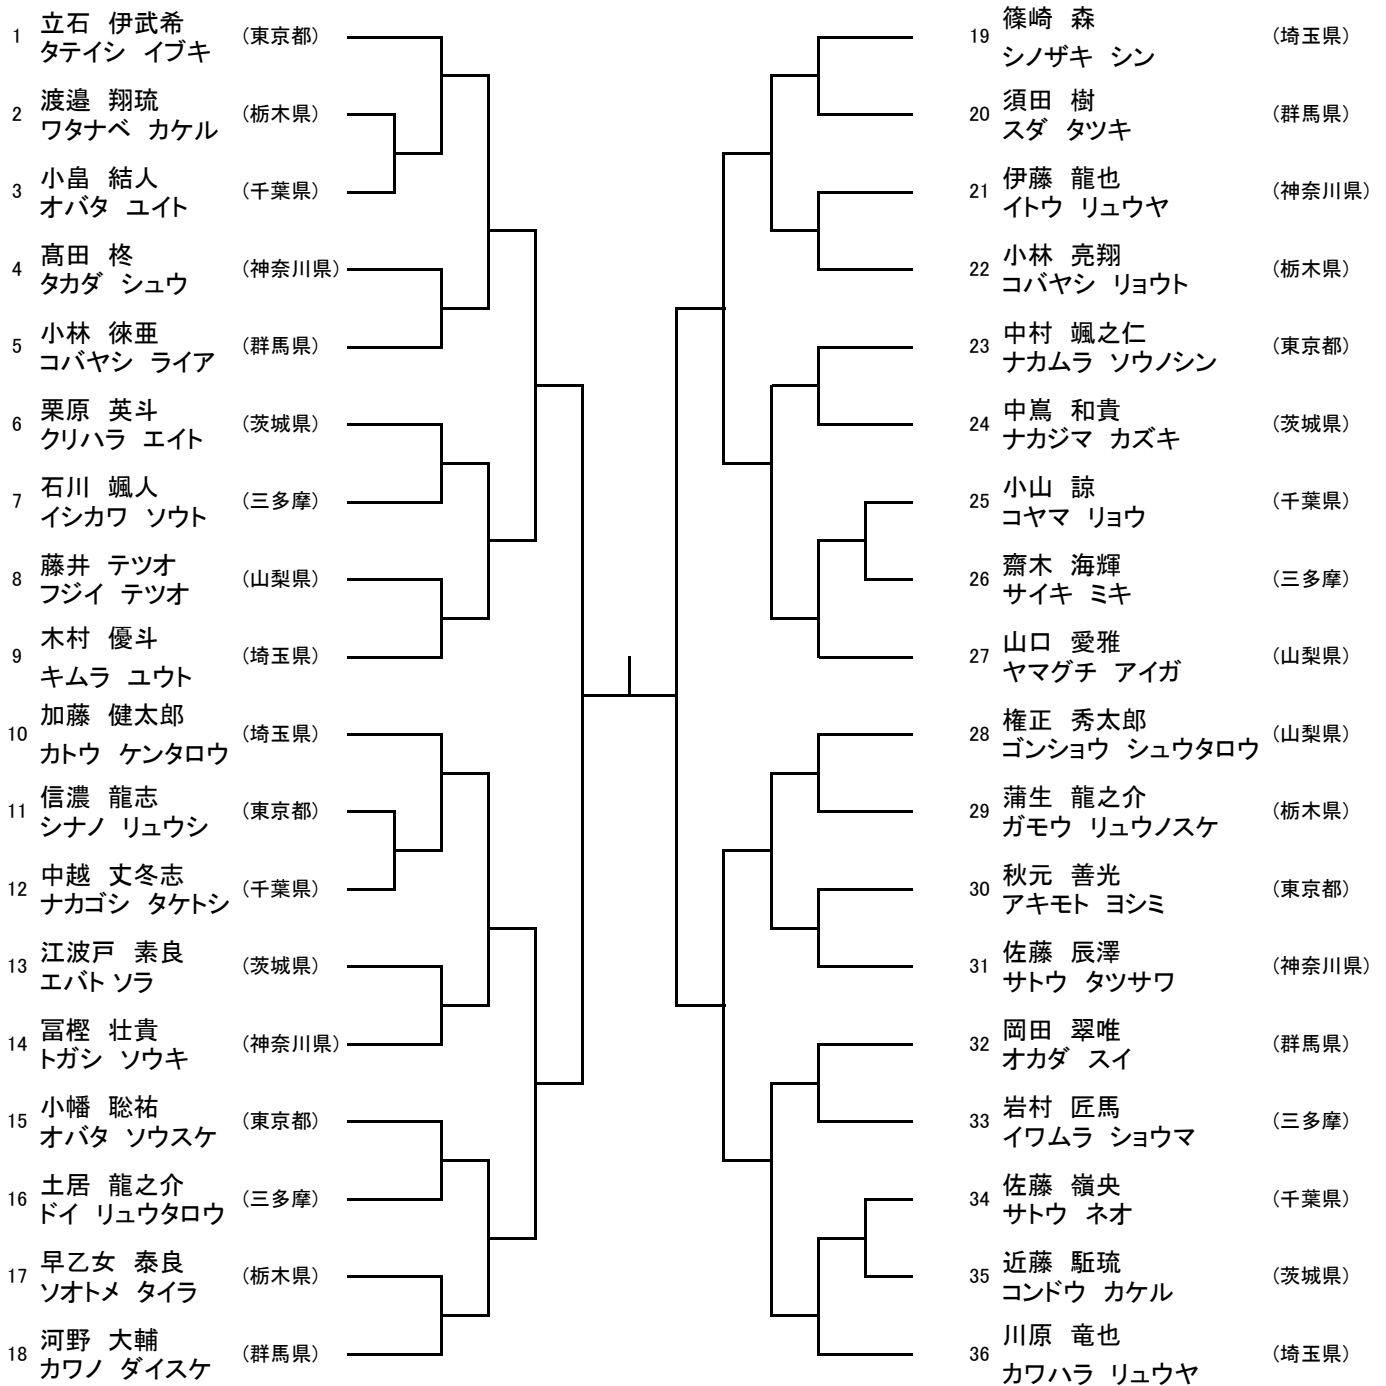 1 立石 伊武希 (東京都)
タテイシ イブキ
2 渡邉 翔琉 (栃木県)
ワタナベ カケル
3 小畠 結人 (千葉県)
オバタ ユイト
4 髙田 柊 (神奈川県)
タカダ シュウ
5 小林 徠亜 (群馬県)
コバヤシ ライア
6 栗原 英斗 (茨城県)
クリハラ エイト
7 石川 颯人 (三多摩)
イシカワ ソウト
8 藤井 テツオ (山梨県)
フジイ テツオ
9 木村 優斗 (埼玉県)
キムラ ユウト
10 加藤 健太郎 (埼玉県)
カトウ ケンタロウ
11 信濃 龍志 (東京都)
シナノ リュウシ
12 中越 丈冬志 (千葉県)
ナカゴシ タケトシ
13 江波戸 素良 (茨城県)
エバト ソラ
14 冨樫 壮貴 (神奈川県)
トガシ ソウキ
15 小幡 聡祐 (東京都)
オバタ ソウスケ
16 土居 龍之介 (三多摩)
ドイ リュウタロウ
17 早乙女 泰良 (栃木県)
ソオトメ タイラ
18 河野 大輔 (群馬県)
カワノ ダイスケ
19 篠崎 森 (埼玉県)
シノザキ シン
20 須田 樹 (群馬県)
スダ タツキ
21 伊藤 龍也 (神奈川県)
イトウ リュウヤ
22 小林 亮翔 (栃木県)
コバヤシ リョウト
23 中村 颯之仁 (東京都)
ナカムラ ソウノシン
24 中嶌 和貴 (茨城県)
ナカジマ カズキ
25 小山 諒 (千葉県)
コヤマ リョウ
26 齋木 海輝 (三多摩)
サイキ ミキ
27 山口 愛雅 (山梨県)
ヤマグチ アイガ
28 権正 秀太郎 (山梨県)
ゴンショウ シュウタロウ
29 蒲生 龍之介 (栃木県)
ガモウ リュウノスケ
30 秋元 善光 (東京都)
アキモト ヨシミ
31 佐藤 辰澤 (神奈川県)
サトウ タツサワ
32 岡田 翠唯 (群馬県)
オカダ スイ
33 岩村 匠馬 (三多摩)
イワムラ ショウマ
34 佐藤 嶺央 (千葉県)
サトウ ネオ
35 近藤 駈琉 (茨城県)
コンドウ カケル
36 川原 竜也 (埼玉県)
カワハラ リュウヤ